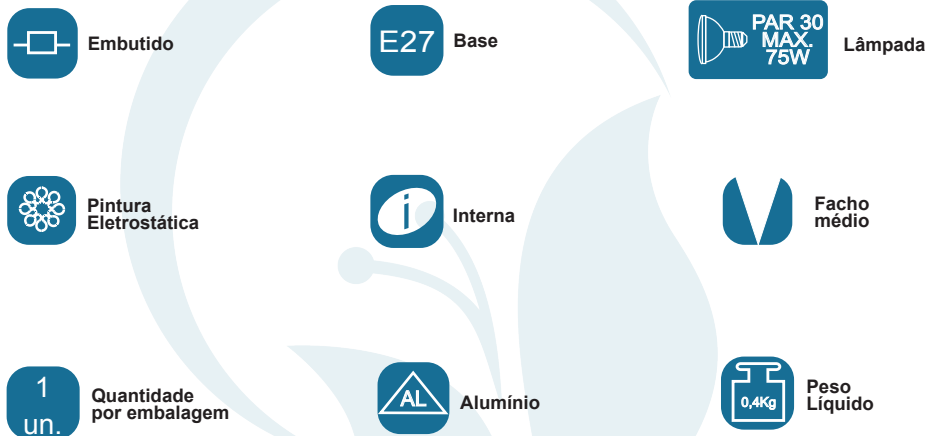 Embutido
E27
Base
PAR 30
MAX.
75W
Lâmpada
Pintura
Eletrostática
i
Interna
Facho
médio
1
un.
Quantidade
por embalagem
AL
Alumínio
0,4Kg
Peso
Líquido